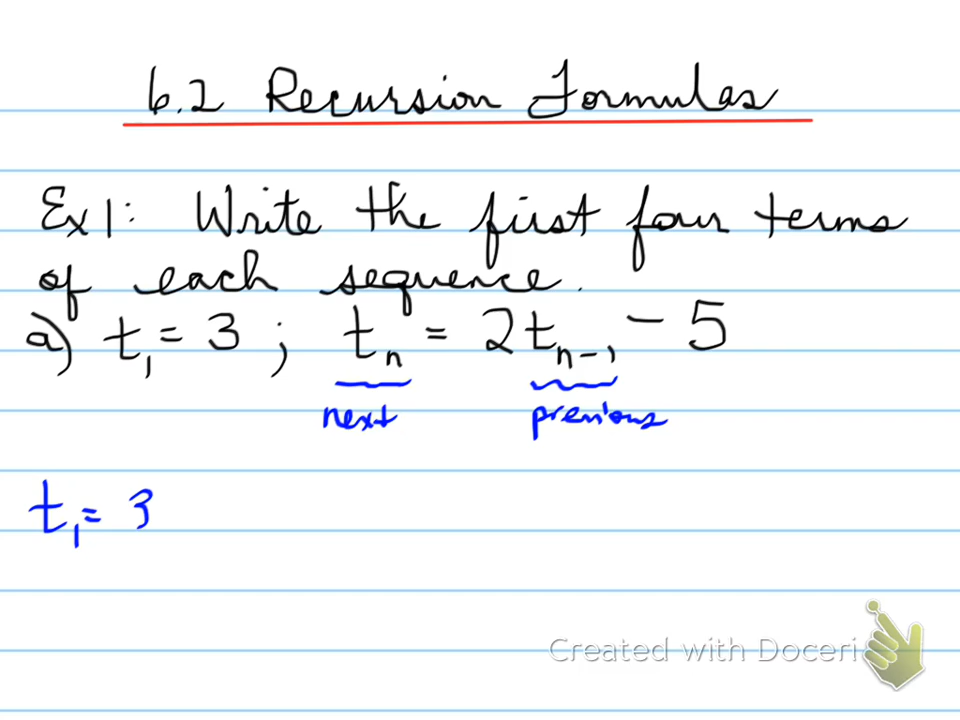 6.2 Recursion Formulas
Ex1: Write the first four terms
of each sequence.
a) t₁ = 3 ; tₙ = 2tₙ₋₁ - 5
next previous
t₁ = 3
Created with Doceri